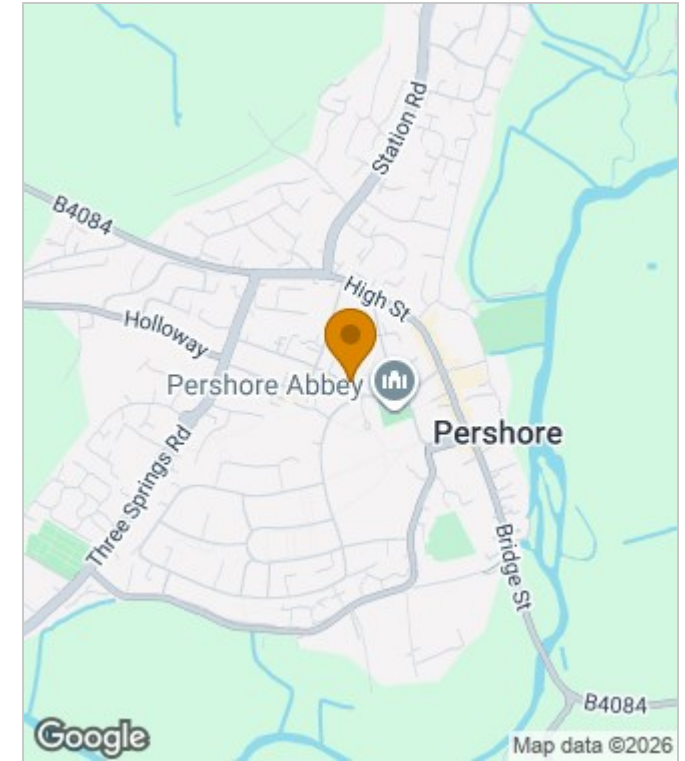 Station Rd
B4084
High St
Holloway
Pershore Abbey
Pershore
Three Springs Rd
Bridge St
B4084
Google
Map data ©2026